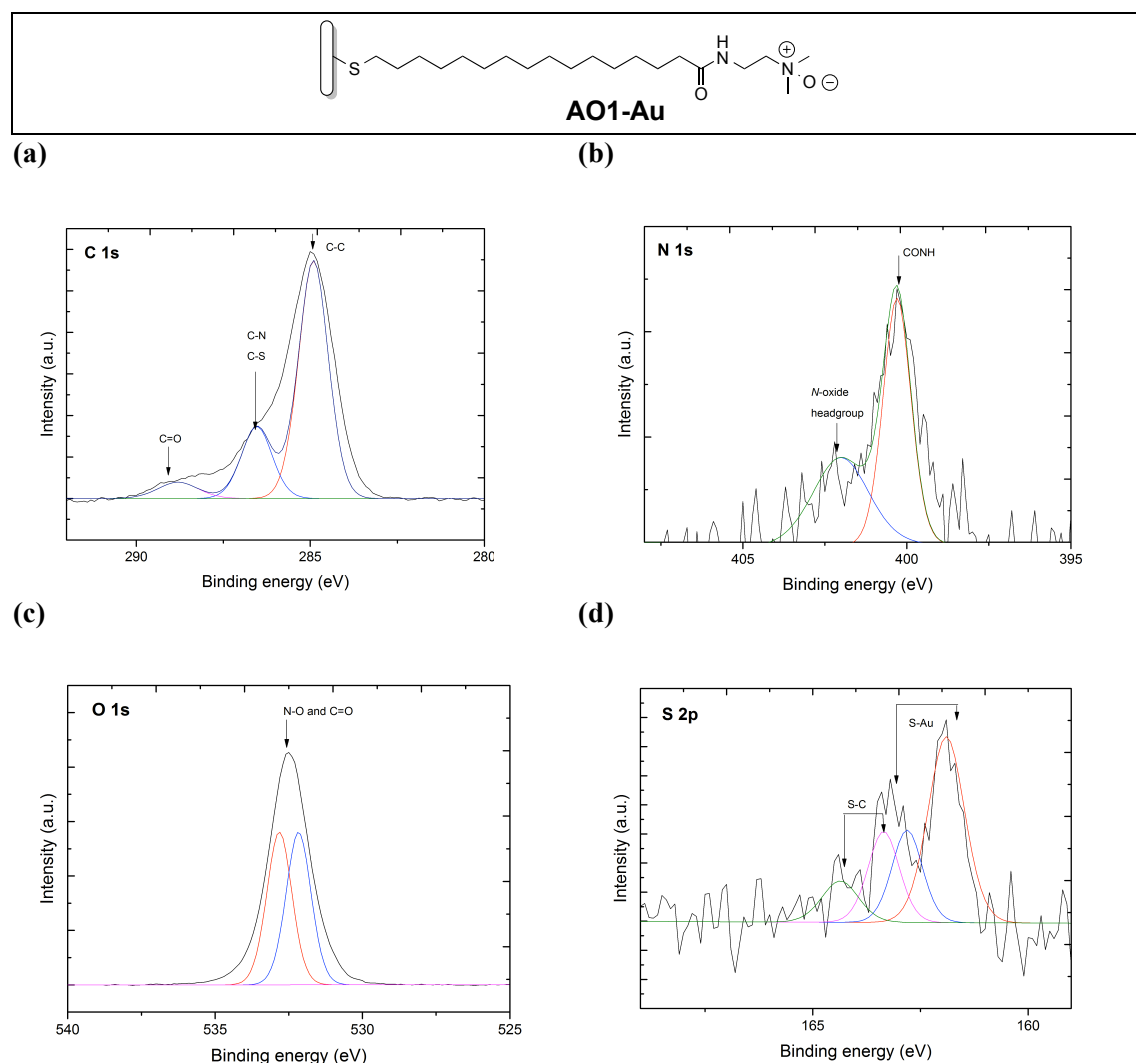 H
N
S
O
N
+
O
−
AO1-Au
(a)
(b)
C 1s
C-C
C-N
C-S
C=O
Intensity (a.u.)
290
285
280
Binding energy (eV)
N 1s
CONH
N-oxide
headgroup
Intensity (a.u.)
405
400
395
Binding energy (eV)
(c)
(d)
O 1s
N-O and C=O
Intensity (a.u.)
540
535
530
525
Binding energy (eV)
S 2p
S-Au
S-C
Intensity (a.u.)
165
160
Binding energy (eV)